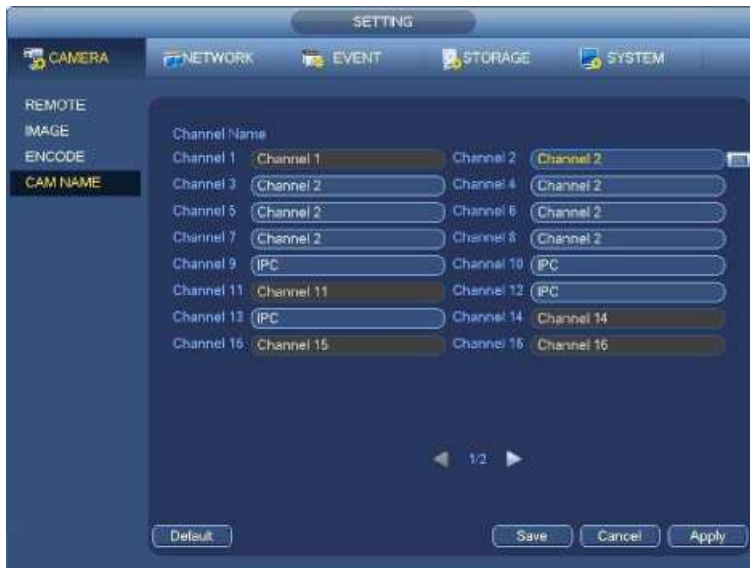 SETTING
CAMERA NETWORK EVENT STORAGE SYSTEM
REMOTE
IMAGE
ENCODE
CAM NAME
Channel Name
Channel 1 Channel 1 Channel 2 Channel 2
Channel 3 Channel 2 Channel 4 Channel 2
Channel 5 Channel 2 Channel 6 Channel 2
Channel 7 Channel 2 Channel 8 Channel 2
Channel 9 IPC Channel 10 IPC
Channel 11 Channel 11 Channel 12 IPC
Channel 13 IPC Channel 14 Channel 14
Channel 15 Channel 15 Channel 16 Channel 16
1/2
Default Save Cancel Apply